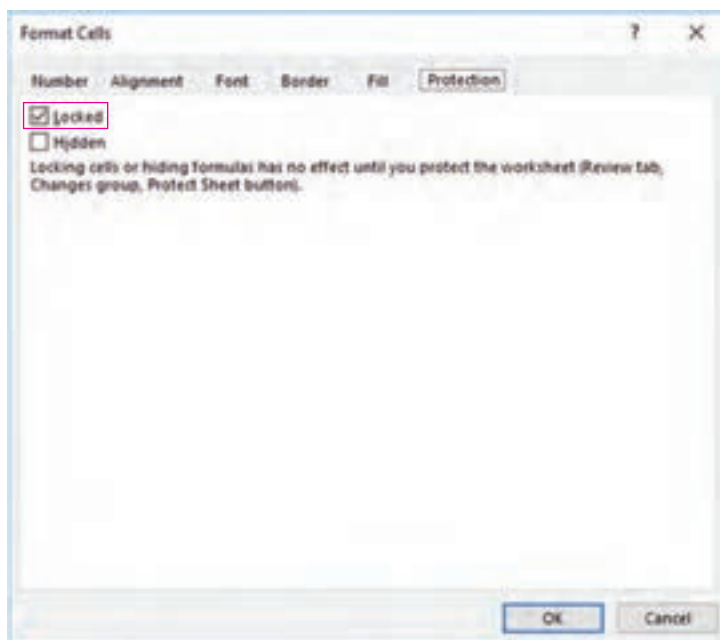 Format Cells ? ×
Number Alignment Font Border Fill Protection
Locked
Hidden
Locking cells or hiding formulas has no effect until you protect the worksheet (Review tab,
Changes group, Protect Sheet button).
OK Cancel